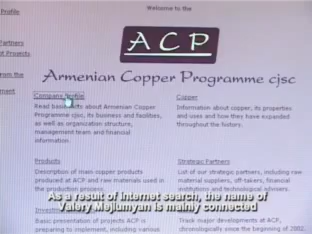 Welcome to the
Profile
ACP
Partners
Projects
Armenian Copper Programme cjsc
from the
Company Profile
Copper
Read basic facts about Armenian Copper
Programme cjsc, its business and facilities,
as well as organization structure,
management team and financial
information.
Information about copper, its properties
and uses and how they have expanded
throughout the history.
Products
Description of main copper products
produced at ACP and raw materials used in
the production process.
Strategic Partners
List of our strategic partners, including raw
material suppliers, off-takers, financial
institutions and technological advisers.
As a result of Internet search, the name of
Valery Mejlumyan is mainly connected
Basic presentation of projects ACP is
preparing to implement, including
Track major developments at ACP,
chronologically starting from 2002,